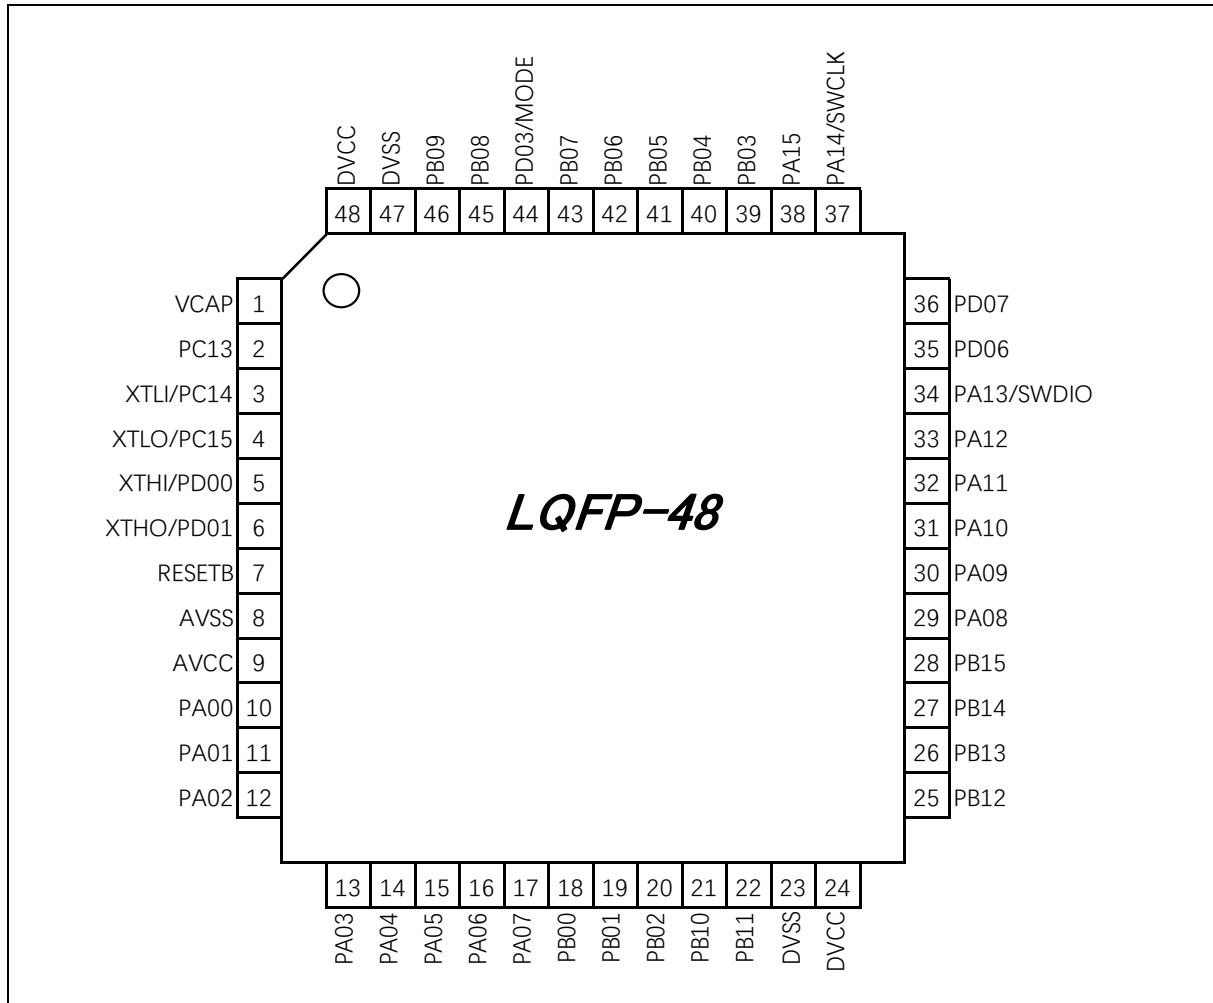 DVCC DVSS PB09 PB08 PD03/MODE PB07 PB06 PB05 PB04 PB03 PA15 PA14/SWCLK
48 47 46 45 44 43 42 41 40 39 38 37
VCAP 1 36 PD07
PC13 2 35 PD06
XTLI/PC14 3 34 PA13/SWDIO
XTLO/PC15 4 33 PA12
XTHI/PD00 5 32 PA11
XTHO/PD01 6 31 PA10
LQFP-48
RESETB 7 30 PA09
AVSS 8 29 PA08
AVCC 9 28 PB15
PA00 10 27 PB14
PA01 11 26 PB13
PA02 12 25 PB12
13 14 15 16 17 18 19 20 21 22 23 24
PA03 PA04 PA05 PA06 PA07 PB00 PB01 PB02 PB10 PB11 DVSS DVCC